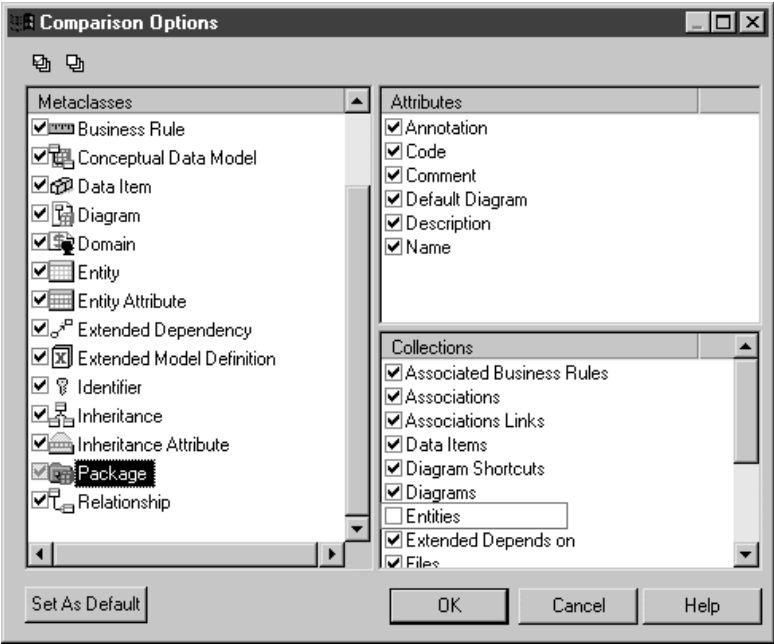 Comparison Options
Metaclasses
Business Rule
Conceptual Data Model
Data Item
Diagram
Domain
Entity
Entity Attribute
Extended Dependency
Extended Model Definition
Identifier
Inheritance
Inheritance Attribute
Package
Relationship
Attributes
Annotation
Code
Comment
Default Diagram
Description
Name
Collections
Associated Business Rules
Associations
Associations Links
Data Items
Diagram Shortcuts
Diagrams
Entities
Extended Depends on
Files
Set As Default
OK
Cancel
Help